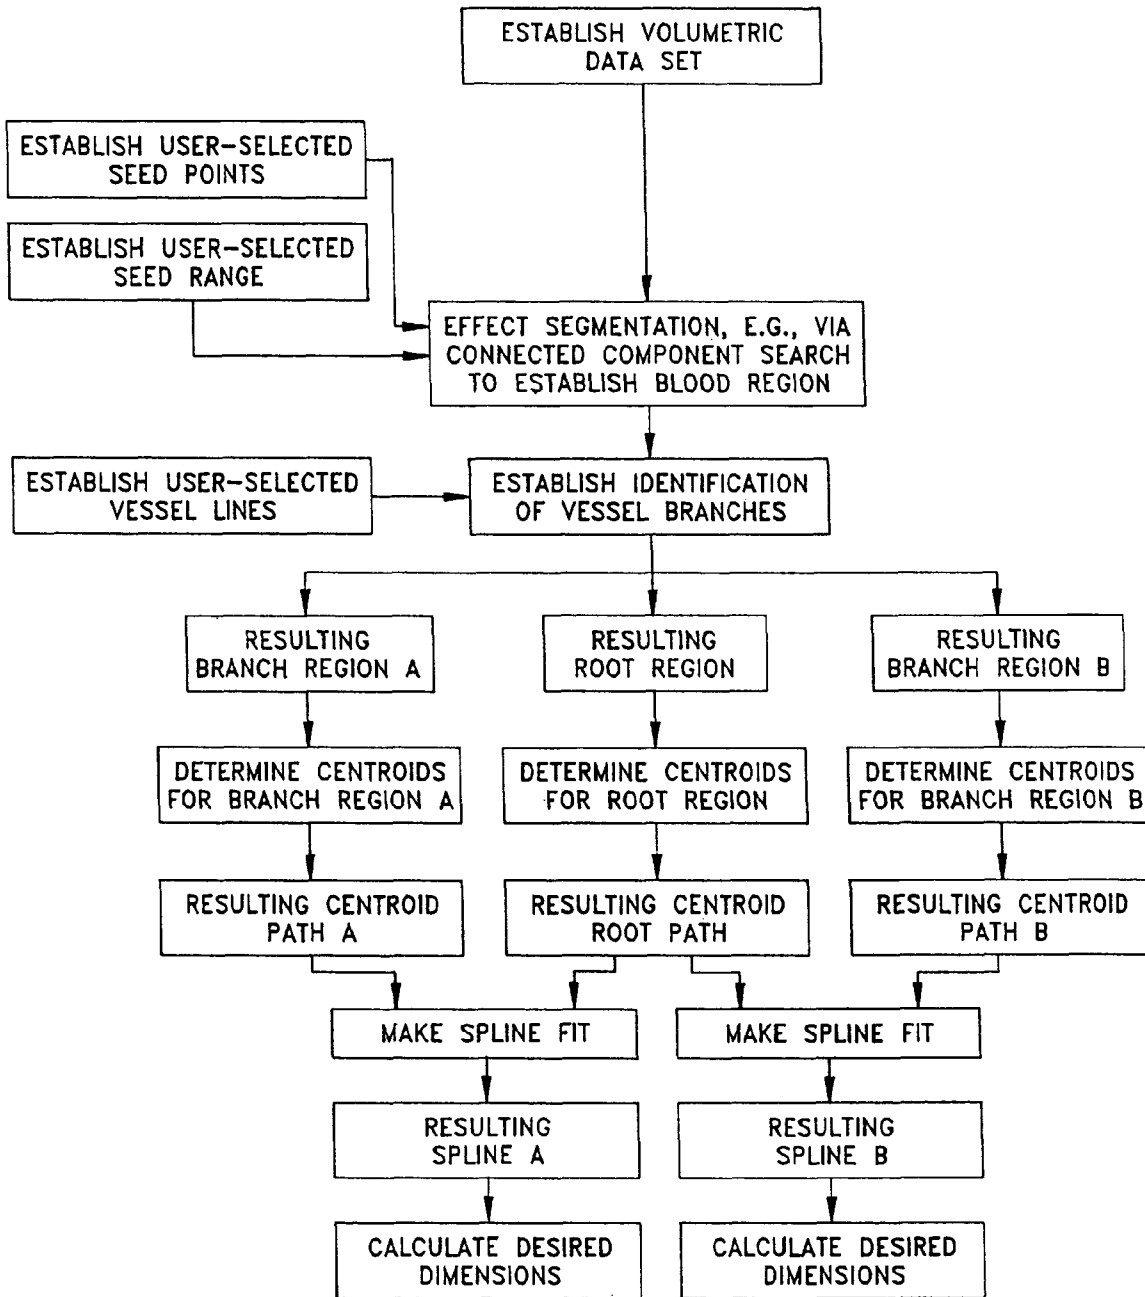 ESTABLISH VOLUMETRIC
DATA SET
ESTABLISH USER-SELECTED
SEED POINTS
ESTABLISH USER-SELECTED
SEED RANGE
EFFECT SEGMENTATION, E.G., VIA
CONNECTED COMPONENT SEARCH
TO ESTABLISH BLOOD REGION
ESTABLISH USER-SELECTED
VESSEL LINES
ESTABLISH IDENTIFICATION
OF VESSEL BRANCHES
RESULTING
BRANCH REGION A
RESULTING
ROOT REGION
RESULTING
BRANCH REGION B
DETERMINE CENTROIDS
FOR BRANCH REGION A
DETERMINE CENTROIDS
FOR ROOT REGION
DETERMINE CENTROIDS
FOR BRANCH REGION B
RESULTING CENTROID
PATH A
RESULTING CENTROID
ROOT PATH
RESULTING CENTROID
PATH B
MAKE SPLINE FIT
MAKE SPLINE FIT
RESULTING
SPLINE A
RESULTING
SPLINE B
CALCULATE DESIRED
DIMENSIONS
CALCULATE DESIRED
DIMENSIONS